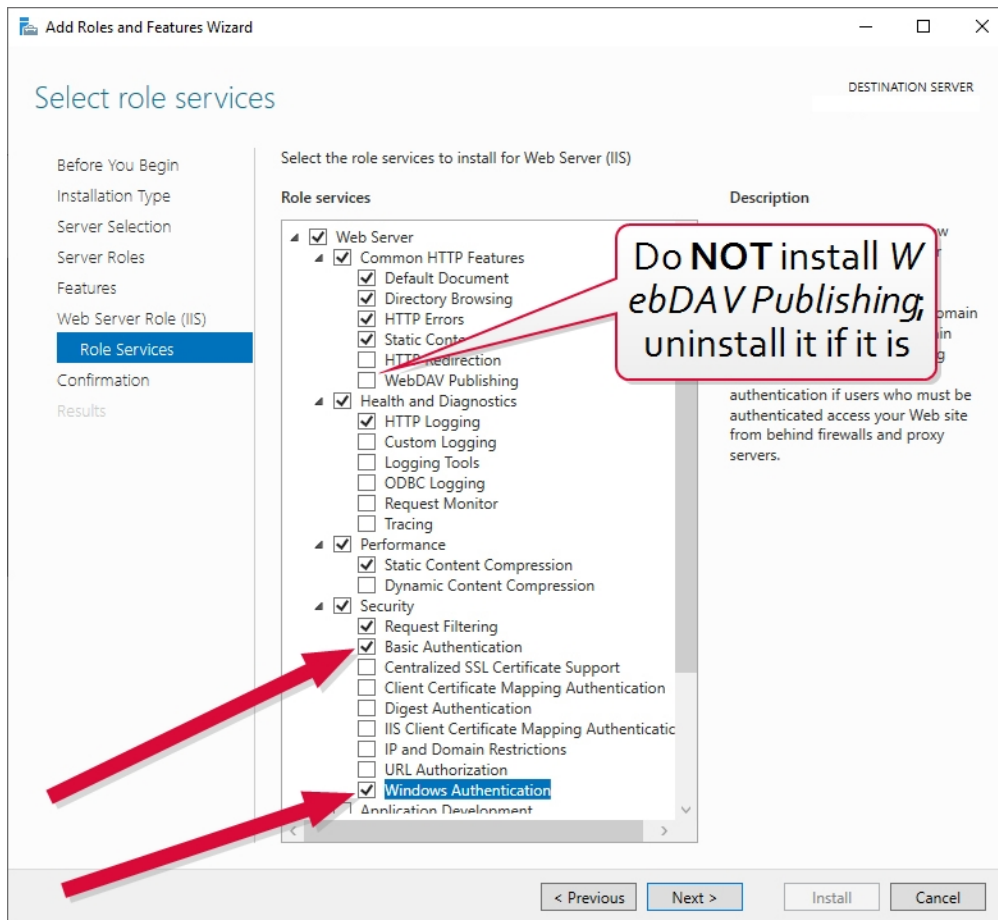 Add Roles and Features Wizard
Select role services
DESTINATION SERVER
Before You Begin
Installation Type
Server Selection
Server Roles
Features
Web Server Role (IIS)
Role Services
Confirmation
Results
Select the role services to install for Web Server (IIS)
Role services
Web Server
Common HTTP Features
Default Document
Directory Browsing
HTTP Errors
Static Conte
HTTP Redirection
WebDAV Publishing
Health and Diagnostics
HTTP Logging
Custom Logging
Logging Tools
ODBC Logging
Request Monitor
Tracing
Performance
Static Content Compression
Dynamic Content Compression
Security
Request Filtering
Basic Authentication
Centralized SSL Certificate Support
Client Certificate Mapping Authentication
Digest Authentication
IIS Client Certificate Mapping Authenticatic
IP and Domain Restrictions
URL Authorization
Windows Authentication
Application Development
Do NOT install W
ebDAV Publishing;
uninstall it if it is
Description
authentication if users who must be
authenticated access your Web site
from behind firewalls and proxy
servers.
< Previous
Next >
Install
Cancel